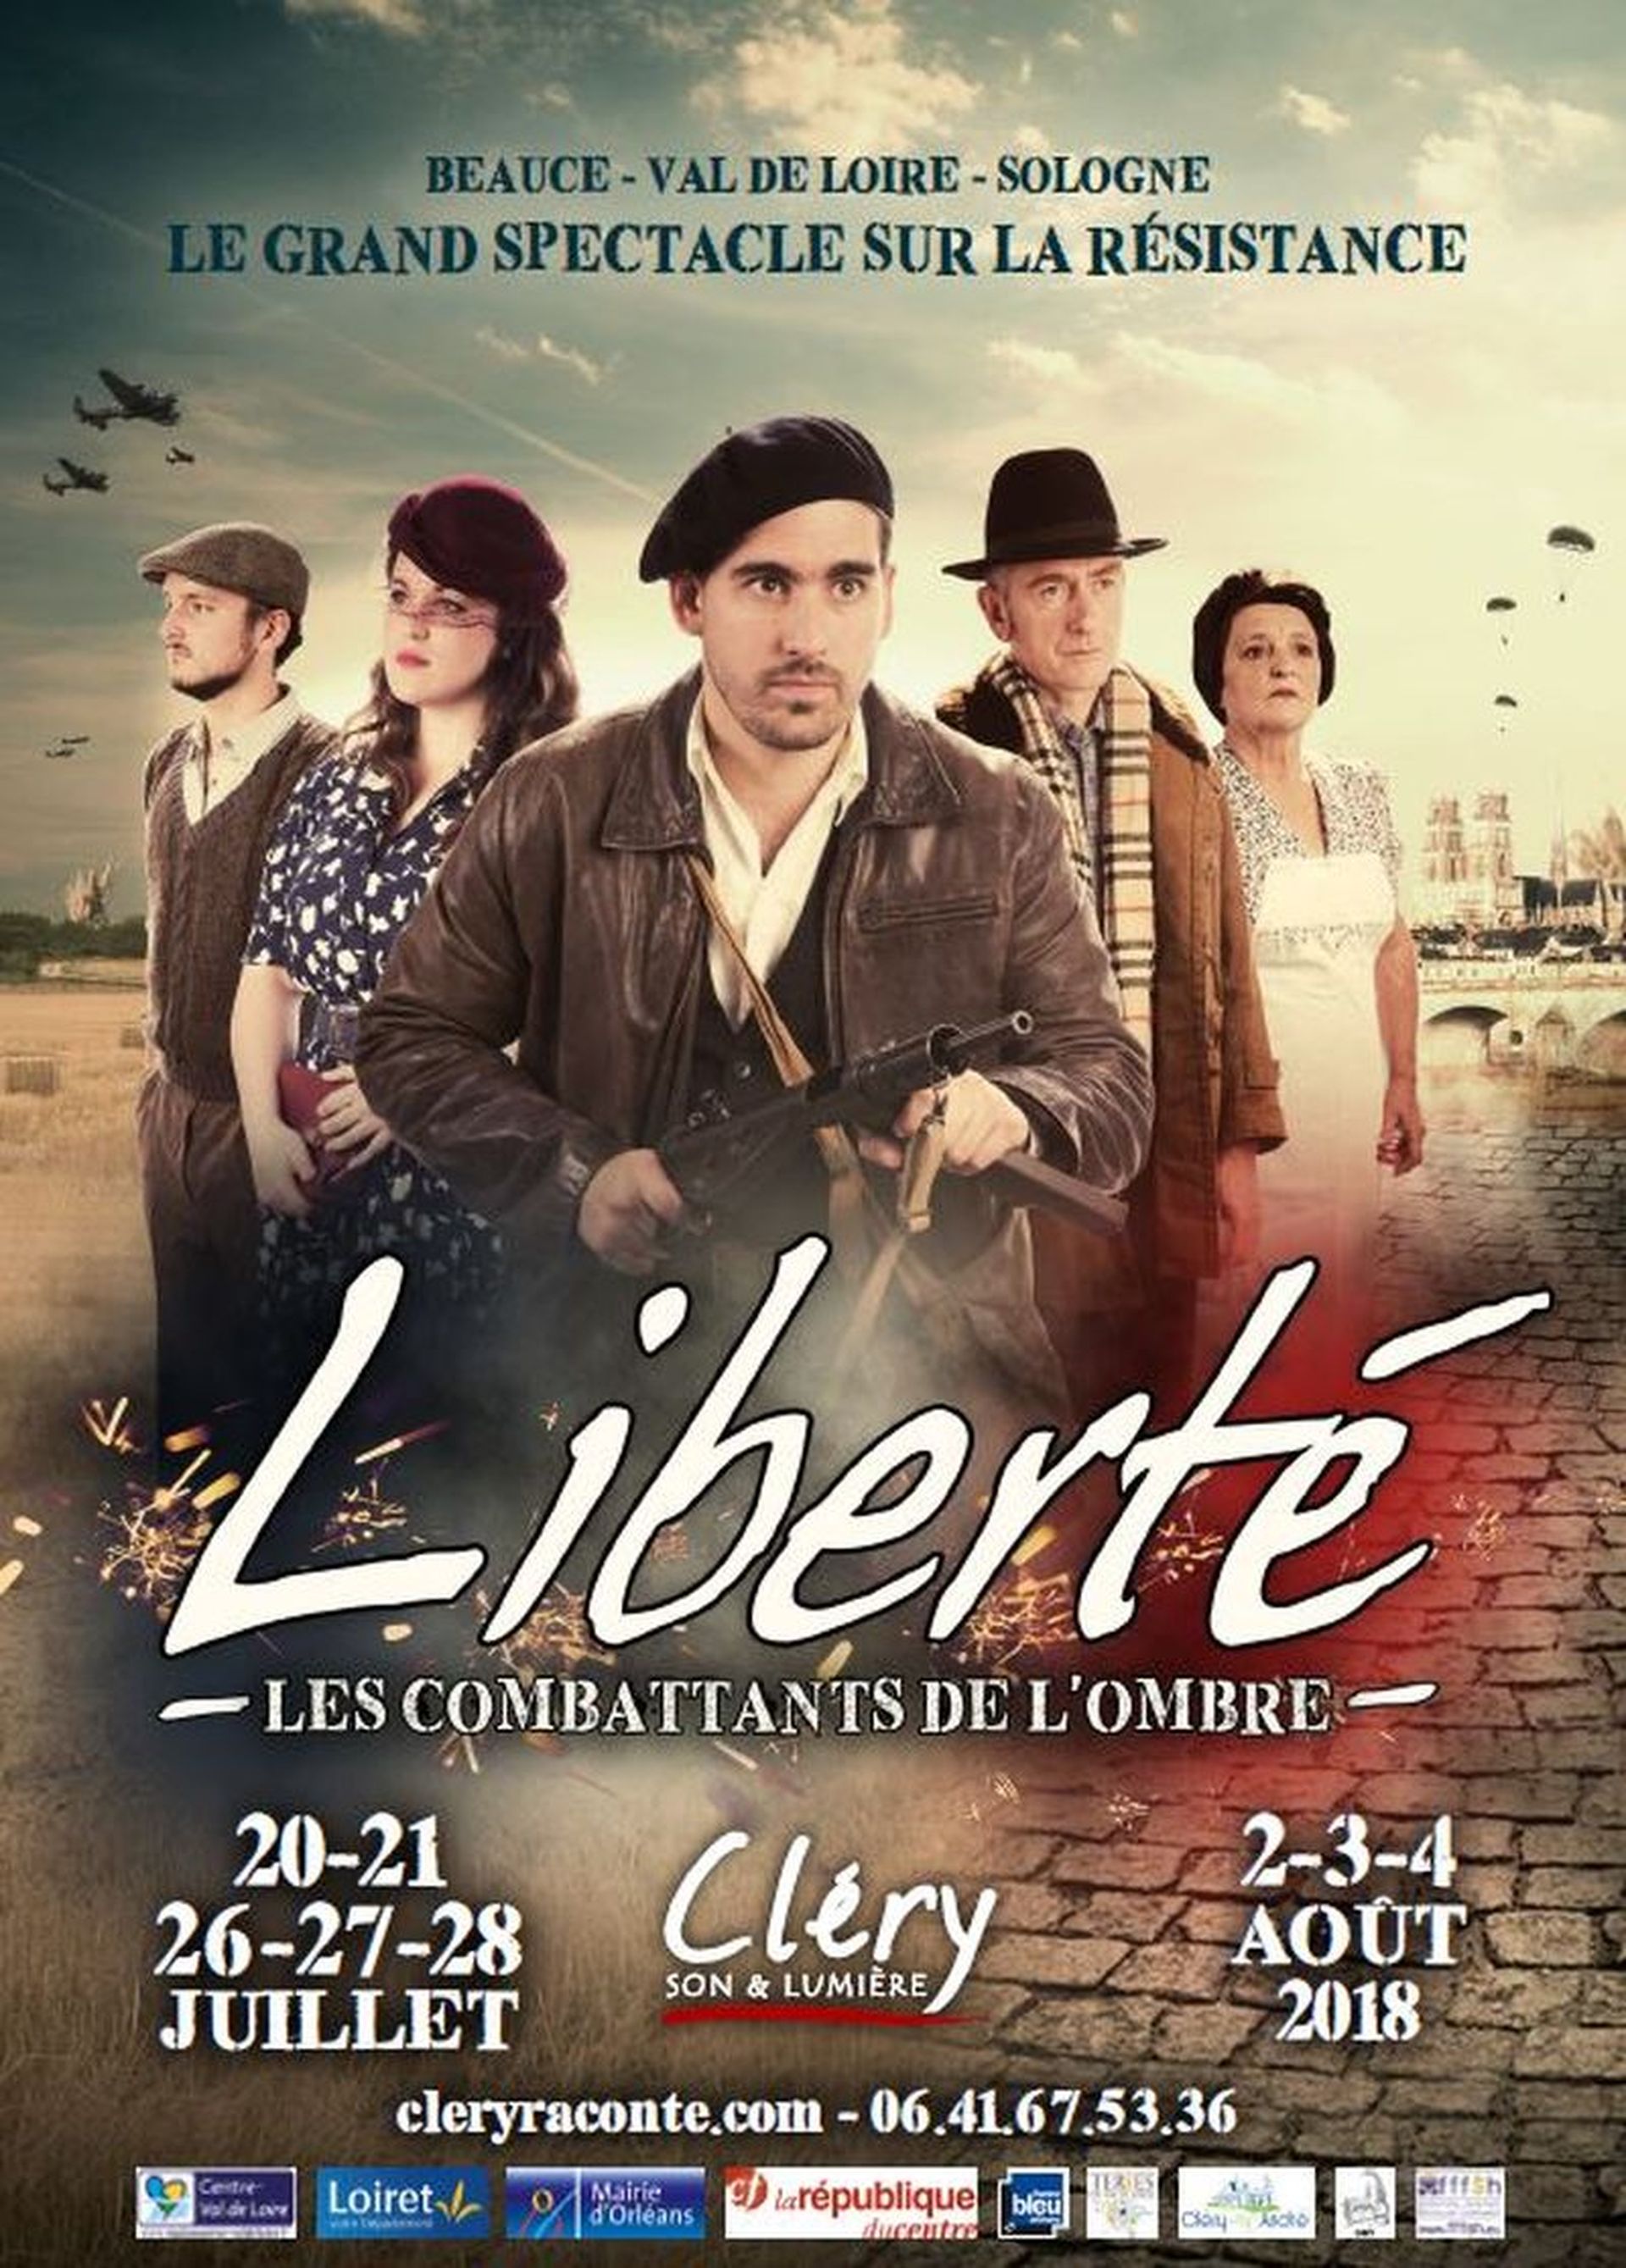 BEAUCE - VAL DE LOIRE - SOLOGNE
LE GRAND SPECTACLE SUR LA RÉSISTANCE
Liberté
- LES COMBATTANTS DE L'OMBRE -
20-21
26-27-28
JUILLET
Cléry
SON & LUMIÈRE
2-3-4
AOÛT
2018
cleryraconte.com - 06.41.67.53.36
Centre-
Val de Loire
Loiret
Mairie
d'Orléans
la république
du centre
bleu